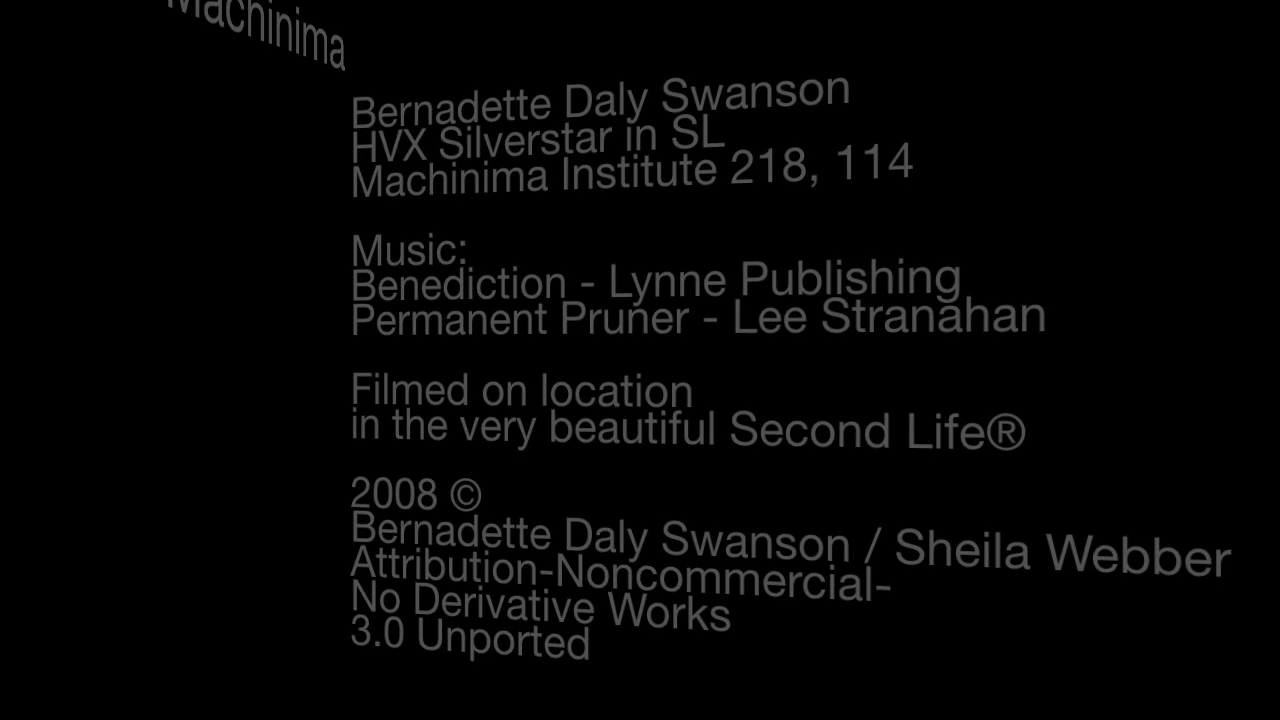 Machinima
Bernadette Daly Swanson
HVX Silverstar in SL
Machinima Institute 218, 114
Music:
Benediction - Lynne Publishing
Permanent Pruner - Lee Stranahan
Filmed on location
in the very beautiful Second Life®
2008 ©
Bernadette Daly Swanson / Sheila Webber
Attribution-Noncommercial-
No Derivative Works
3.0 Unported